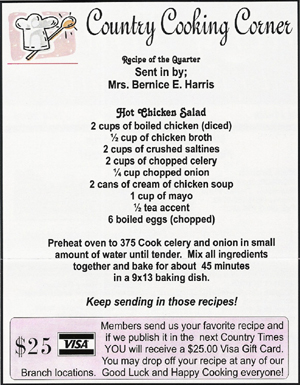 Country Cooking Corner
Recipe of the Quarter
Sent in by;
Mrs. Bernice E. Harris
Hot Chicken Salad
2 cups of boiled chicken (diced)
½ cup of chicken broth
2 cups of crushed saltines
2 cups of chopped celery
¼ cup chopped onion
2 cans of cream of chicken soup
1 cup of mayo
½ tea accent
6 boiled eggs (chopped)
Preheat oven to 375 Cook celery and onion in small
amount of water until tender. Mix all ingredients
together and bake for about 45 minutes
in a 9x13 baking dish.
Keep sending in those recipes!
Members send us your favorite recipe and
if we publish it in the next Country Times
$25 VISA YOU will receive a $25.00 Visa Gift Card.
You may drop off your recipe at any of our
Branch locations. Good Luck and Happy Cooking everyone!